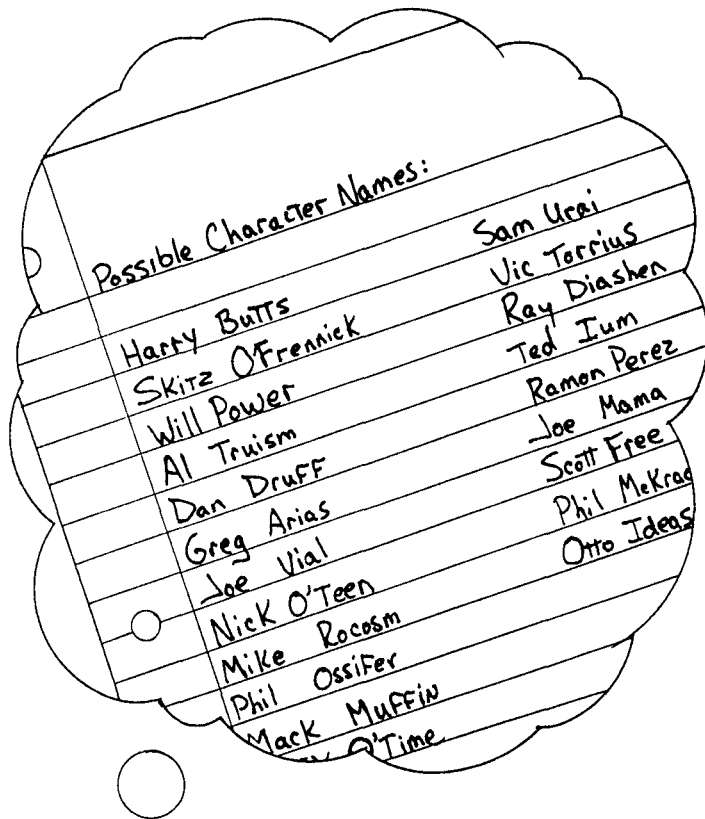 Possible Character Names:
Harry Butts
Skitz O'Frennick
Will Power
Al Truism
Dan Druff
Greg Arias
Joe Vial
Nick O'Teen
Mike Rocosm
Phil Ossifer
Mack Muffin
O'Time
Sam Urai
Vic Torrius
Ray Diashen
Ted Ium
Ramon Perez
Joe Mama
Scott Free
Phil
Otto Ideas